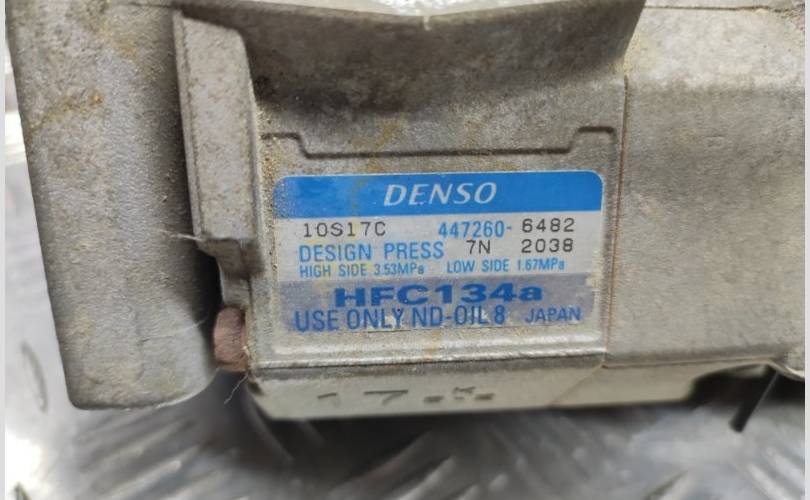 DENSO
10S17C 447260-6482
DESIGN PRESS 7N 2038
HIGH SIDE 3.53MPa LOW SIDE 1.67MPa
HFC134a
USE ONLY ND-OIL 8 JAPAN
17